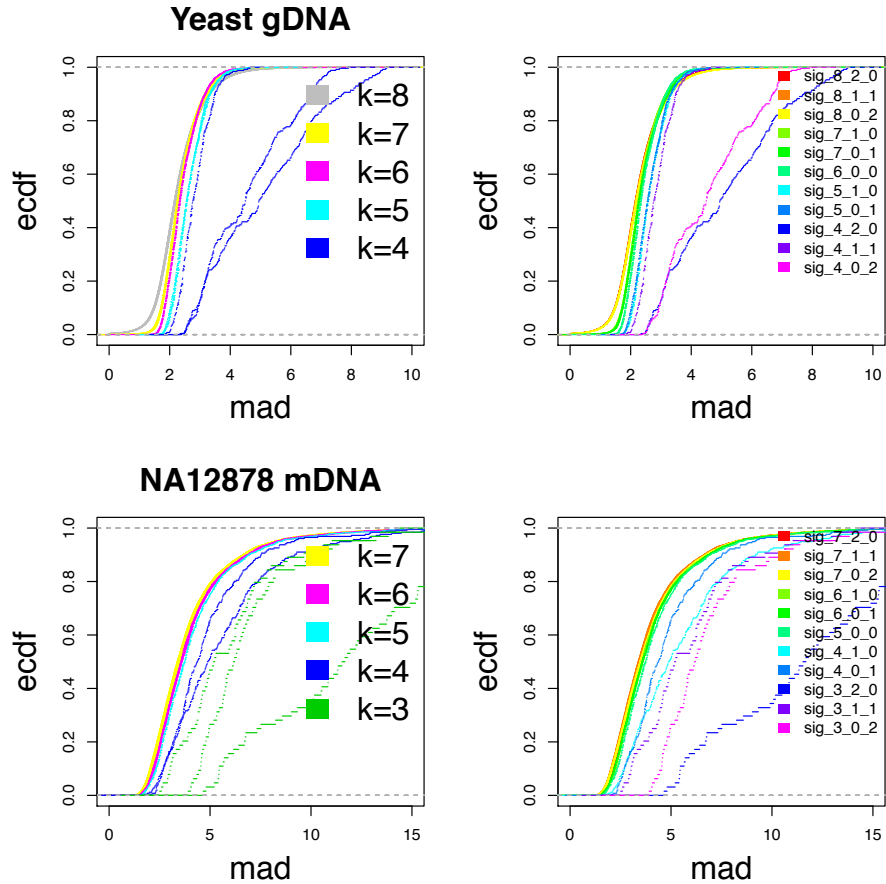 Yeast gDNA
ecdf
0.0 0.2 0.4 0.6 0.8 1.0
k=8
k=7
k=6
k=5
k=4
0 2 4 6 8 10
mad
ecdf
0.0 0.2 0.4 0.6 0.8 1.0
sig_8_2_0
sig_8_1_1
sig_8_0_2
sig_7_1_0
sig_7_0_1
sig_6_0_0
sig_5_1_0
sig_5_0_1
sig_4_2_0
sig_4_1_1
sig_4_0_2
0 2 4 6 8 10
mad
NA12878 mDNA
ecdf
0.0 0.2 0.4 0.6 0.8 1.0
k=7
k=6
k=5
k=4
k=3
0 5 10 15
mad
ecdf
0.0 0.2 0.4 0.6 0.8 1.0
sig_7_2_0
sig_7_1_1
sig_7_0_2
sig_6_1_0
sig_6_0_1
sig_5_0_0
sig_4_1_0
sig_4_0_1
sig_3_2_0
sig_3_1_1
sig_3_0_2
0 5 10 15
mad